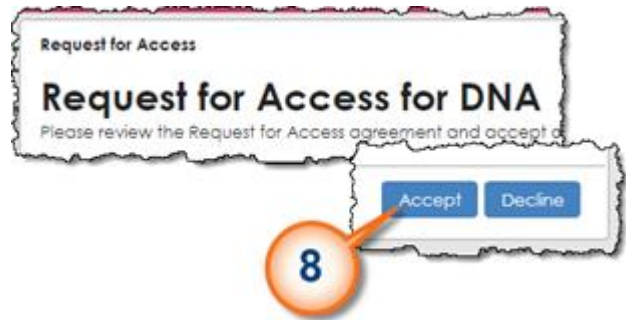 Request for Access
Request for Access for DNA
Please review the Request for Access agreement and accept
Accept Decline
8